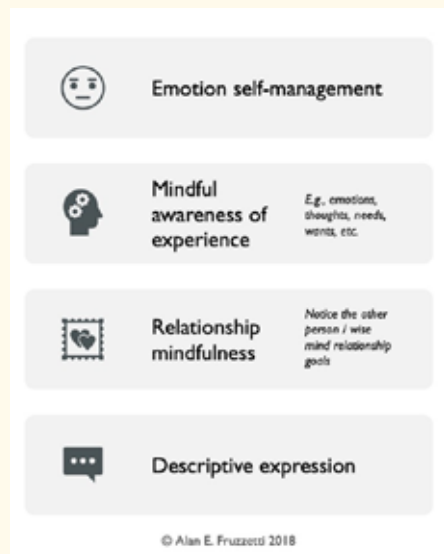 Emotion self-management
Mindful
awareness of
experience
E.g., emotions,
thoughts, needs,
wants, etc.
Relationship
mindfulness
Notice the other
person / wise
mind relationship
goals
Descriptive expression
© Alan E. Fruzzetti 2018